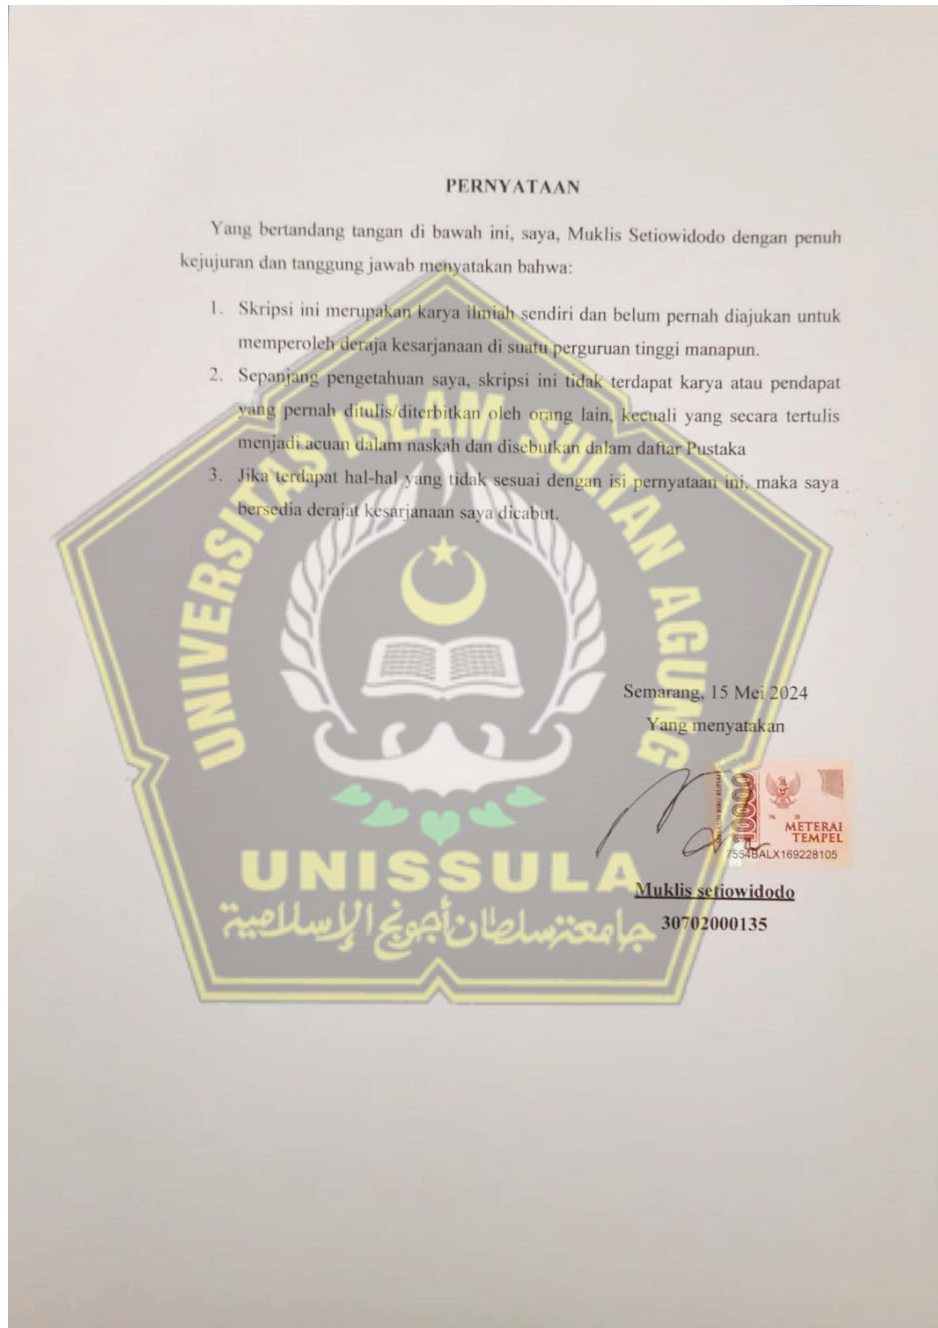 PERNYATAAN
Yang bertandang tangan di bawah ini, saya, Muklis Setiowidodo dengan penuh
kejujuran dan tanggung jawab menyatakan bahwa:
1. Skripsi ini merupakan karya ilmiah sendiri dan belum pernah diajukan untuk
memperoleh deraja kesarjanaan di suatu perguruan tinggi manapun.
2. Sepanjang pengetahuan saya, skripsi ini tidak terdapat karya atau pendapat
yang pernah ditulis/diterbitkan oleh orang lain, kecuali yang secara tertulis
menjadi acuan dalam naskah dan disebutkan dalam daftar Pustaka
3. Jika terdapat hal-hal yang tidak sesuai dengan isi pernyataan ini, maka saya
bersedia derajat kesarjanaan saya dicabut.
UNIVERSITAS ISLAM SULTAN AGUNG
Semarang, 15 Mei 2024
Yang menyatakan
10000
METERAI
TEMPEL
7554BALX169228105
UNISSULA
Muklis setiowidodo
جامعة سلطان أجونج الإسلامية
30702000135